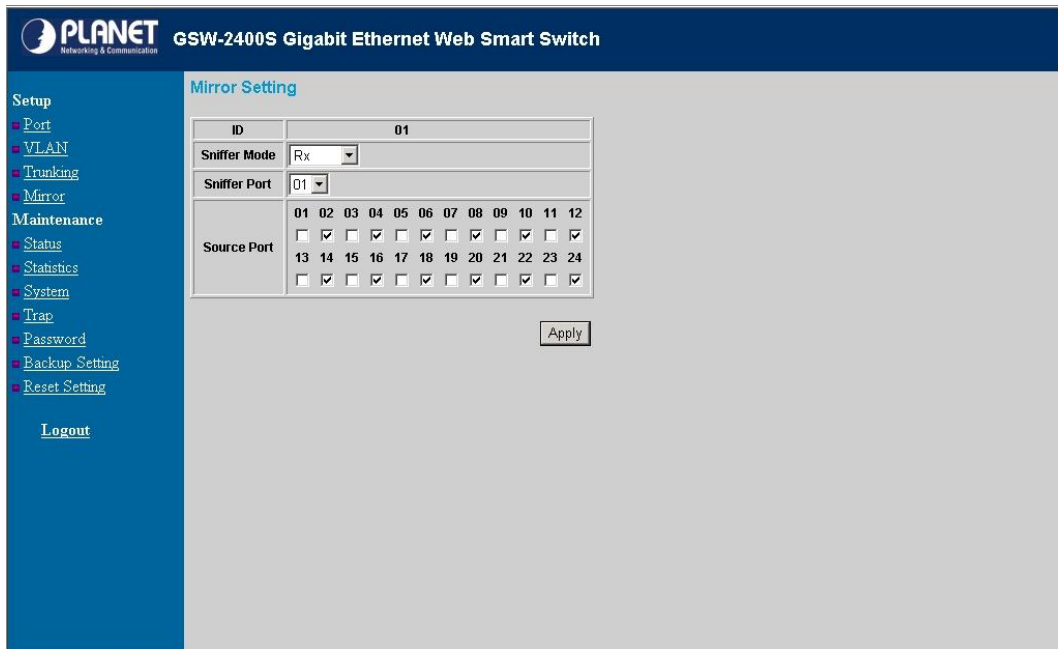 PLANET
Networking & Communication
GSW-2400S Gigabit Ethernet Web Smart Switch
Setup
Port
VLAN
Trunking
Mirror
Maintenance
Status
Statistics
System
Trap
Password
Backup Setting
Reset Setting
Logout
Mirror Setting
ID 01
Sniffer Mode Rx
Sniffer Port 01
Source Port
01 02 03 04 05 06 07 08 09 10 11 12
13 14 15 16 17 18 19 20 21 22 23 24
Apply